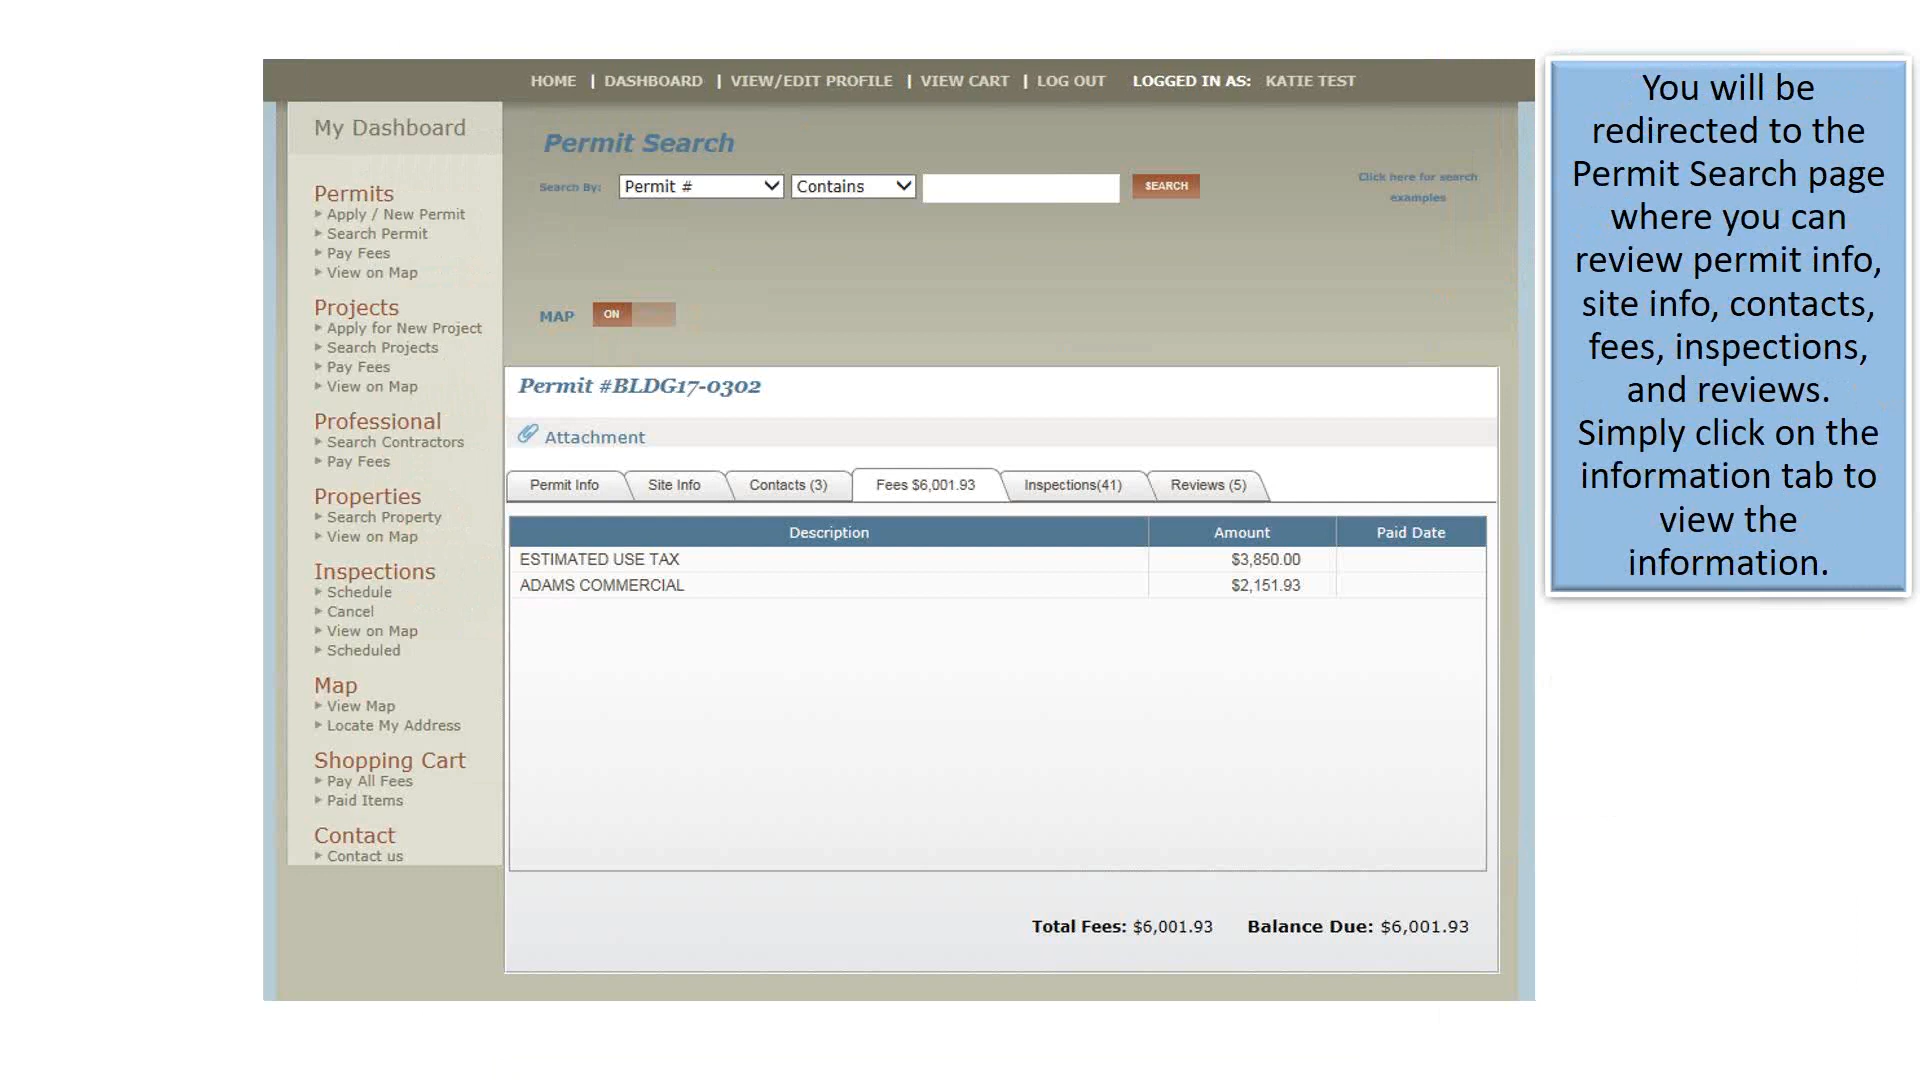 HOME | DASHBOARD | VIEW/EDIT PROFILE | VIEW CART | LOG OUT LOGGED IN AS: KATIE TEST
My Dashboard
Permits
Apply / New Permit
Search Permit
Pay Fees
View on Map
Projects
Apply for New Project
Search Projects
Pay Fees
View on Map
Professional
Search Contractors
Pay Fees
Properties
Search Property
View on Map
Inspections
Schedule
Cancel
View on Map
Scheduled
Map
View Map
Locate My Address
Shopping Cart
Pay All Fees
Paid Items
Contact
Contact us
Permit Search
Search By: Permit # Contains SEARCH
Click here for search
examples
MAP ON
Permit #BLDG17-0302
Attachment
Permit Info Site Info Contacts (3) Fees $6,001.93 Inspections(41) Reviews (5)
Description Amount Paid Date
ESTIMATED USE TAX $3,850.00
ADAMS COMMERCIAL $2,151.93
Total Fees: $6,001.93 Balance Due: $6,001.93
You will be
redirected to the
Permit Search page
where you can
review permit info,
site info, contacts,
fees, inspections,
and reviews.
Simply click on the
information tab to
view the
information.